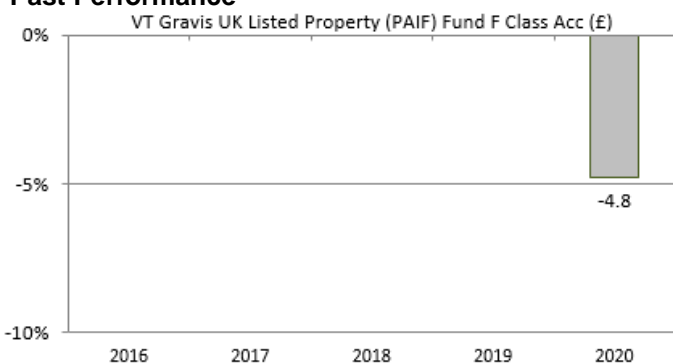 Past Performance
VT Gravis UK Listed Property (PAIF) Fund F Class Acc (£)
0%
-5%
-4.8
-10%
2016 2017 2018 2019 2020